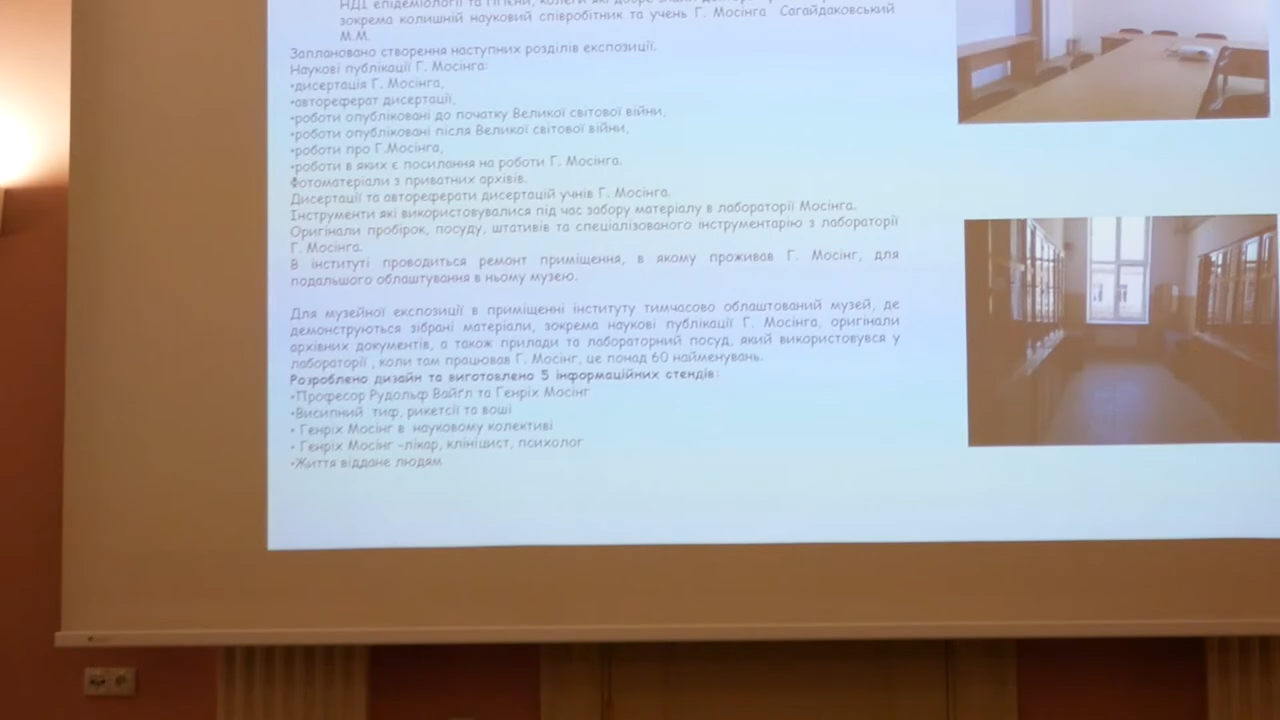 НДІ епідеміології та гігієни, колеги які добре знали
зокрема колишній науковий співробітник та учень Г. Мосінга Сагайдаковський
М.М.
Заплановано створення наступних розділів експозиції.
Наукові публікації Г. Мосінга:
•дисертація Г. Мосінга,
•автореферат дисертації,
•роботи опубліковані до початку Великої світової війни,
•роботи опубліковані після Великої світової війни,
•роботи про Г.Мосінга,
•роботи в яких є посилання на роботи Г. Мосінга.
Фотоматеріали з приватних архівів.
Дисертації та автореферати дисертацій учнів Г. Мосінга.
Інструменти які використовувалися під час забору матеріалу в лабораторії Мосінга.
Оригінали пробірок, посуду, штативів та спеціалізованого інструментарію з лабораторії
Г. Мосінга.
В інституті проводиться ремонт приміщення, в якому проживав Г. Мосінг, для
подальшого облаштування в ньому музею.
Для музейної експозиції в приміщенні інституту тимчасово облаштований музей, де
демонструються зібрані матеріали, зокрема наукові публікації Г. Мосінга, оригінали
архівних документів, а також прилади та лабораторний посуд, який використовувся у
лабораторії , коли там працював Г. Мосінг, це понад 60 найменувань.
Розроблено дизайн та виготовлено 5 інформаційних стендів:
•Професор Рудольф Вайґл та Генріх Мосінг
•Висипний тиф, рикетсії та воші
• Генріх Мосінг в науковому колективі
• Генріх Мосінг –лікар, клініцист, психолог
•Життя віддане людям